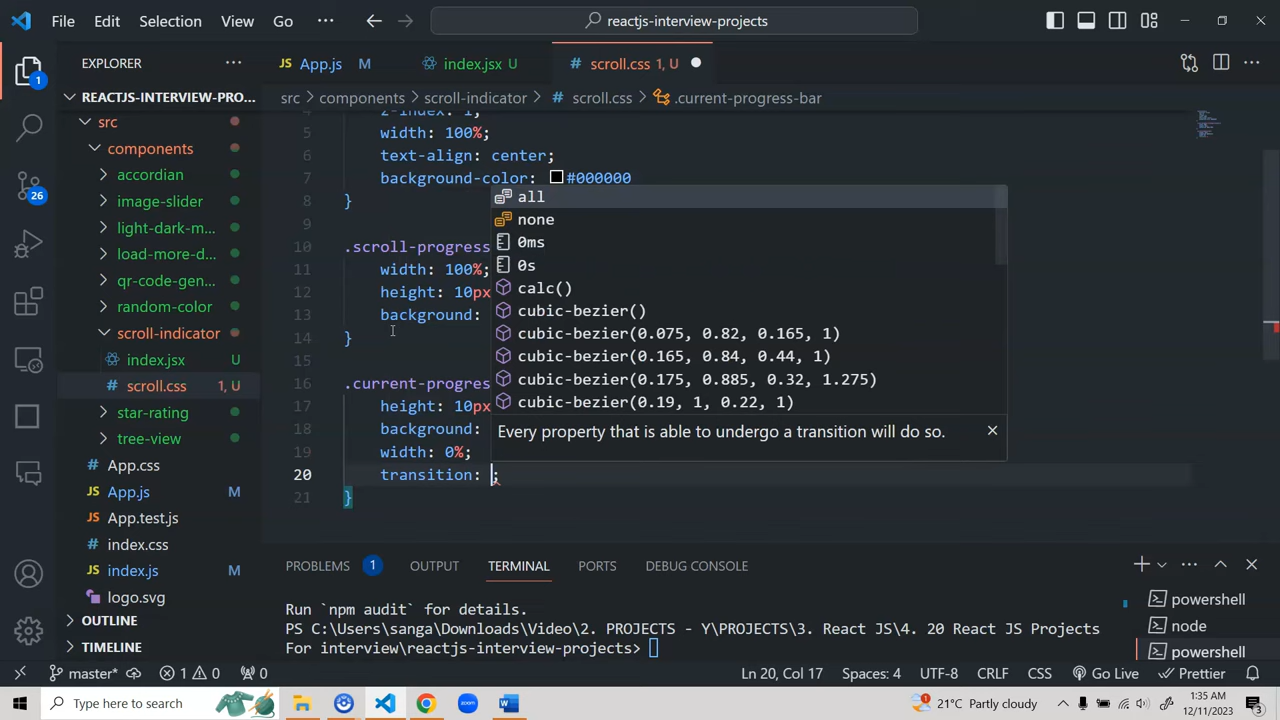 File Edit Selection View Go ··· reactjs-interview-projects
EXPLORER ···
App.js M index.jsx U # scroll.css 1, U
REACTJS-INTERVIEW-PRO...
src > components > scroll-indicator > # scroll.css > .current-progress-bar
src
components
accordian
image-slider
light-dark-m...
load-more-d...
qr-code-gen...
random-color
scroll-indicator
index.jsx U
# scroll.css 1, U
star-rating
tree-view
App.css
App.js M
App.test.js
index.css
index.js M
logo.svg
OUTLINE
TIMELINE
1
26
4 z-index: 1;
5 width: 100%;
6 text-align: center;
7 background-color: #000000
8 }
9
10 .scroll-progress
11 width: 100%;
12 height: 10px
13 background:
14 }
15
16 .current-progres
17 height: 10px
18 background:
19 width: 0%;
20 transition: ;
21 }
all
none
0ms
0s
calc()
cubic-bezier()
cubic-bezier(0.075, 0.82, 0.165, 1)
cubic-bezier(0.165, 0.84, 0.44, 1)
cubic-bezier(0.175, 0.885, 0.32, 1.275)
cubic-bezier(0.19, 1, 0.22, 1)
Every property that is able to undergo a transition will do so.
PROBLEMS 1 OUTPUT TERMINAL PORTS DEBUG CONSOLE
Run `npm audit` for details.
PS C:\Users\sanga\Downloads\Video\2. PROJECTS - Y\PROJECTS\3. React JS\4. 20 React JS Projects
For interview\reactjs-interview-projects>
powershell
node
powershell
master* 1 0 0 Ln 20, Col 17 Spaces: 4 UTF-8 CRLF CSS Go Live Prettier
Type here to search zoom W 1 21°C Partly cloudy 1:35 AM
12/11/2023 3